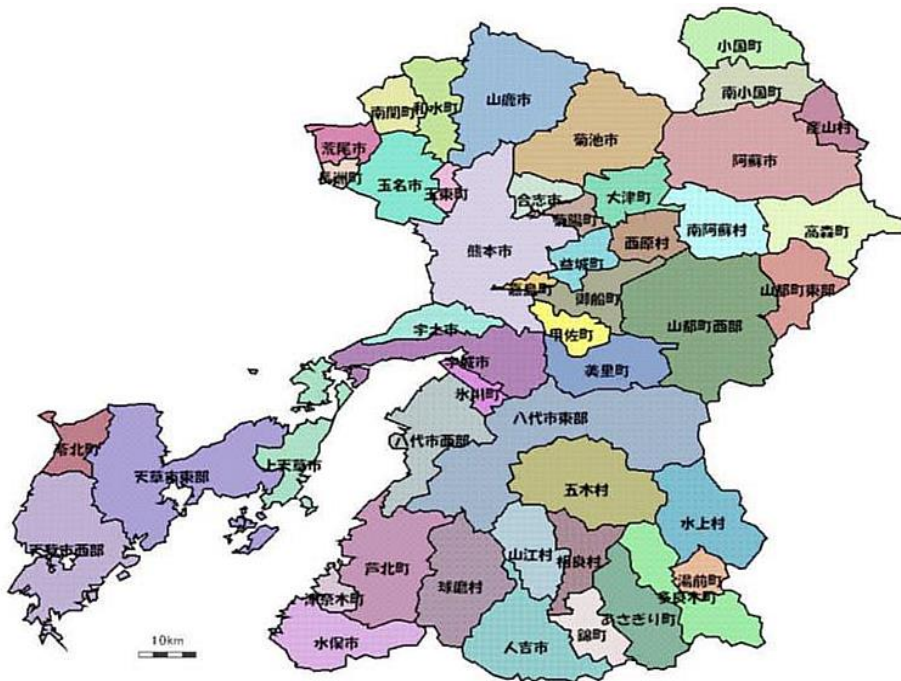 小国町
南小国町
産山村
山鹿市
和水町
南関町
菊池市
荒尾市
長洲町
玉名市
玉東町
阿蘇市
合志市
大津町
菊陽町
熊本市
益城町
西原村
南阿蘇村
高森町
嘉島町
御船町
山都町東部
宇土市
甲佐町
山都町西部
宇城市
美里町
氷川町
八代市東部
八代市西部
苓北町
天草市東部
上天草市
五木村
水上村
天草市西部
芦北町
球磨村
山江村
相良村
湯前町
多良木町
津奈木町
あさぎり町
錦町
水俣市
人吉市
10km